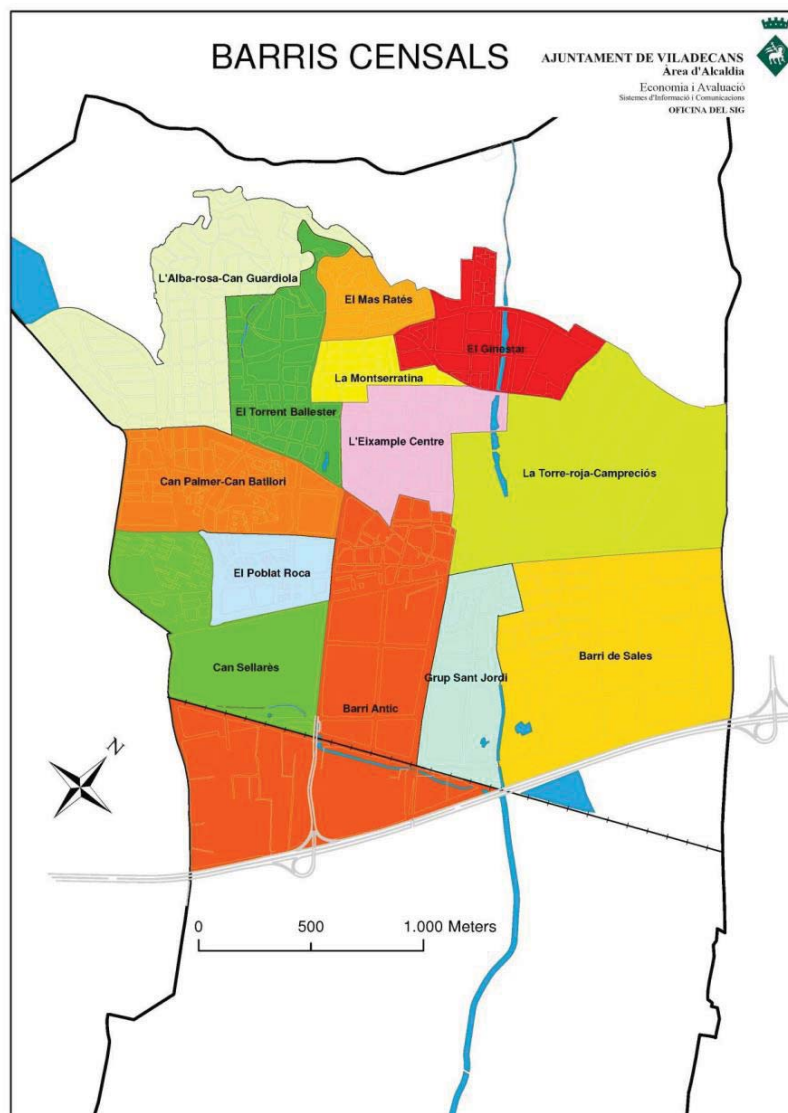 BARRIS CENSALS
AJUNTAMENT DE VILADECANS
Àrea d'Alcaldia
Economia i Avaluació
Sistemes d'Informació i Comunicacions
OFICINA DEL SIG
L'Alba-rosa-Can Guardiola
El Mas Ratés
El Ginestar
La Montserratina
El Torrent Ballester
L'Eixample Centre
La Torre-roja-Campreciós
Can Palmer-Can Batllori
El Poblat Roca
Barri de Sales
Can Sellarès
Grup Sant Jordi
Barri Antic
N
0 500 1.000 Meters